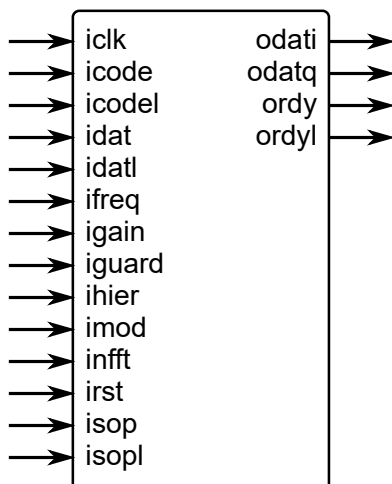 iclk odati
icode odatq
icodel ordy
idat ordyl
idatl
ifreq
igain
iguard
ihier
imod
infft
irst
isop
isopl